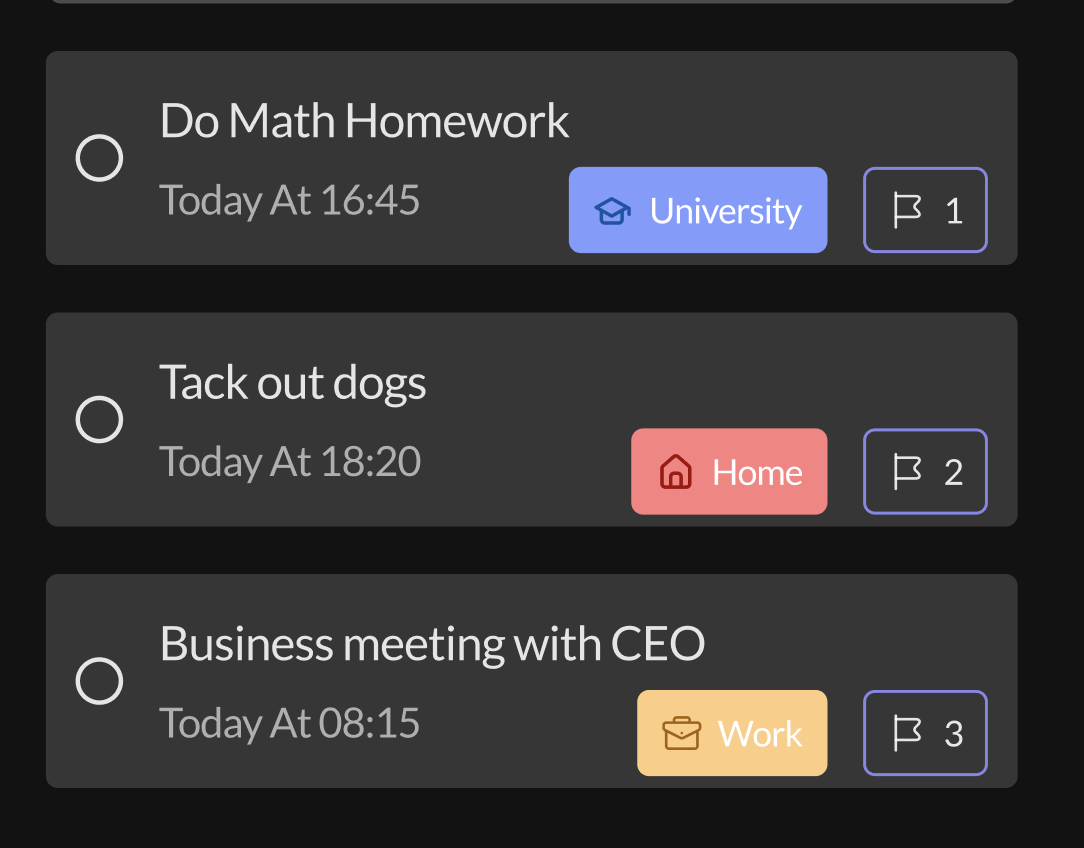 Do Math Homework
Today At 16:45
University
1
Tack out dogs
Today At 18:20
Home
2
Business meeting with CEO
Today At 08:15
Work
3